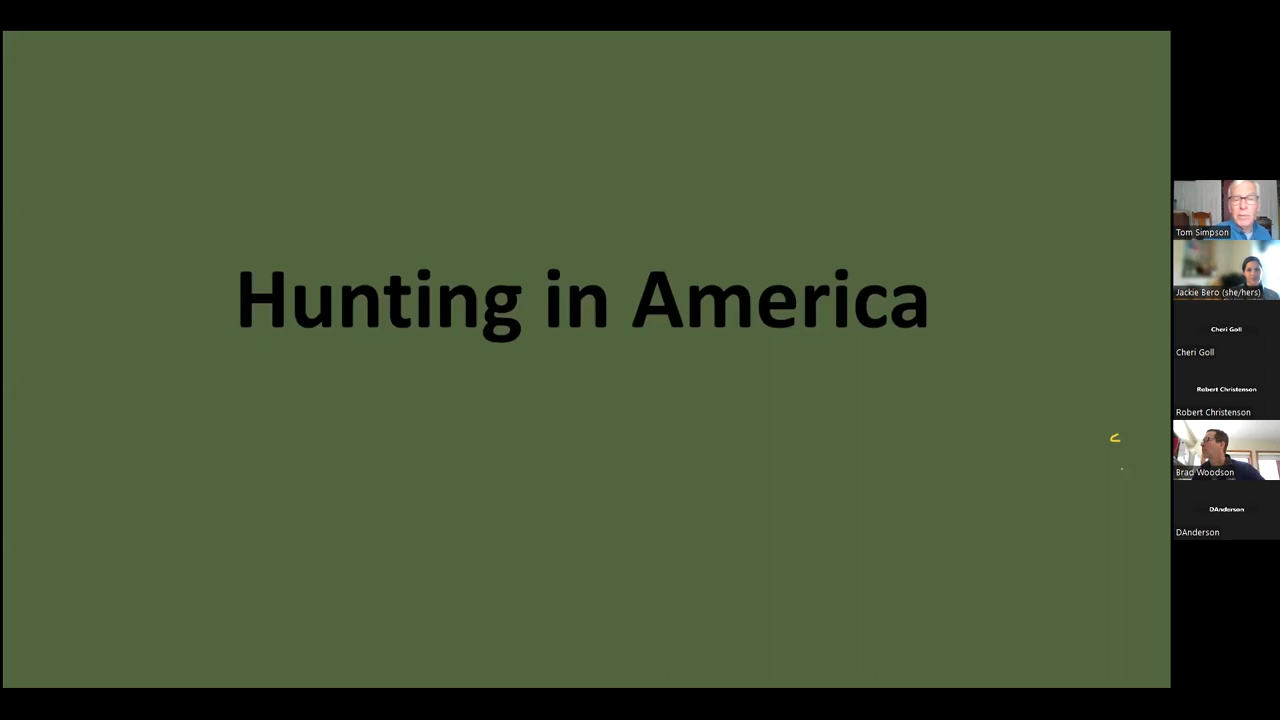 Hunting in America
Tom Simpson
Jackie Bero (she/hers)
Cheri Goll
Cheri Goll
Robert Christenson
Robert Christenson
Brad Woodson
DAnderson
DAnderson